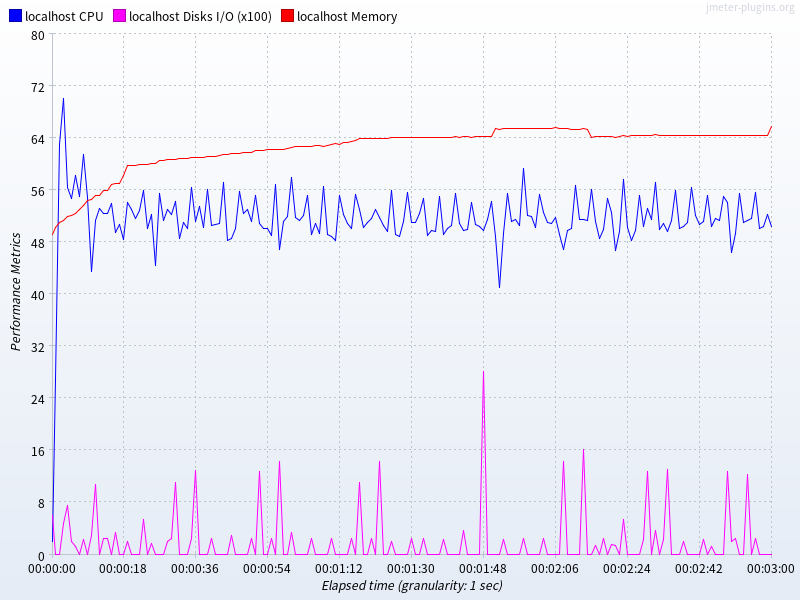 jmeter-plugins.org
localhost CPU localhost Disks I/O (x100) localhost Memory
80
72
64
56
48
40
32
24
16
8
0
Performance Metrics
00:00:00 00:00:18 00:00:36 00:00:54 00:01:12 00:01:30 00:01:48 00:02:06 00:02:24 00:02:42 00:03:00
Elapsed time (granularity: 1 sec)